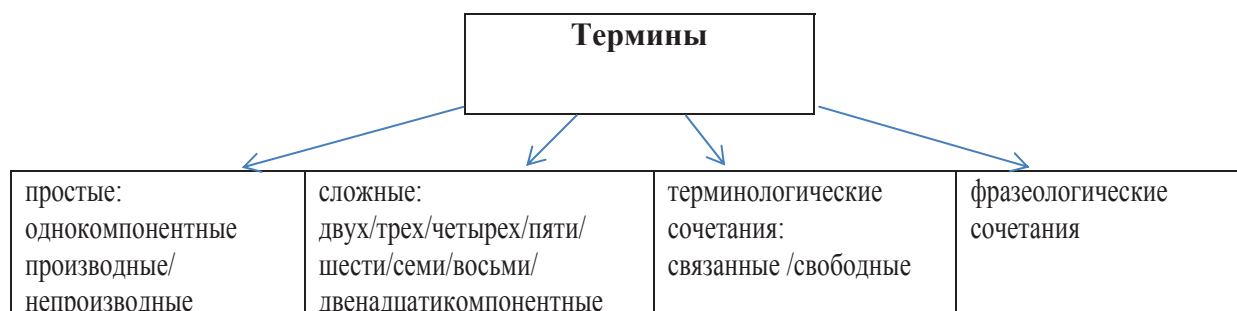 Термины
простые:
однокомпонентные
производные/
непроизводные
сложные:
двух/трех/четырех/пяти/
шести/семи/восьми/
двенадцатикомпонентные
терминологические
сочетания:
связанные /свободные
фразеологические
сочетания